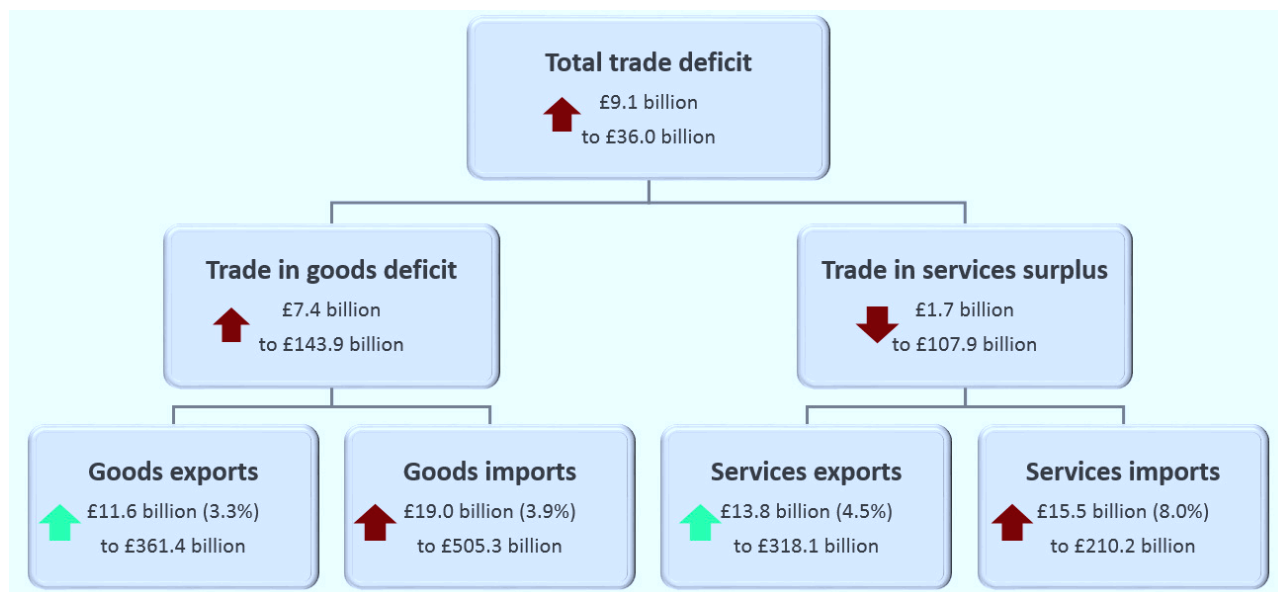 Total trade deficit
£9.1 billion
to £36.0 billion
Trade in goods deficit
£7.4 billion
to £143.9 billion
Trade in services surplus
£1.7 billion
to £107.9 billion
Goods exports
£11.6 billion (3.3%)
to £361.4 billion
Goods imports
£19.0 billion (3.9%)
to £505.3 billion
Services exports
£13.8 billion (4.5%)
to £318.1 billion
Services imports
£15.5 billion (8.0%)
to £210.2 billion